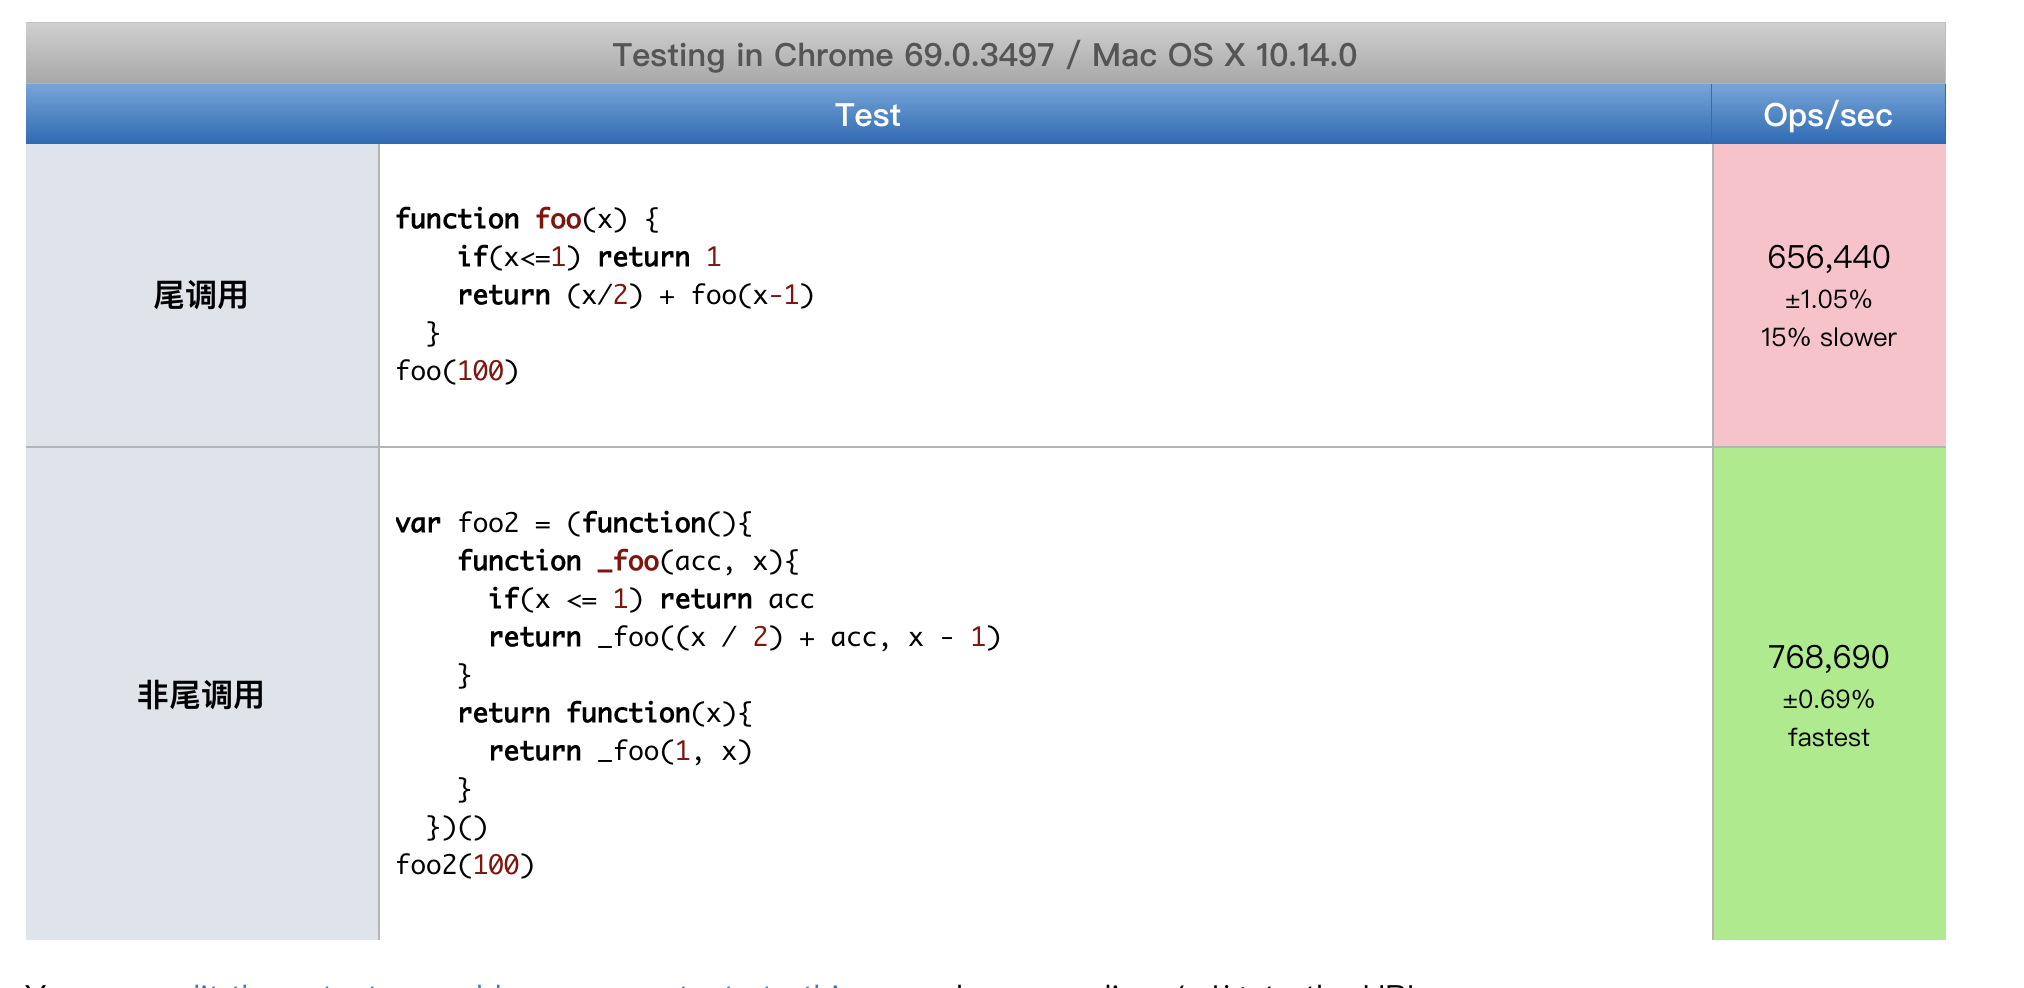 Testing in Chrome 69.0.3497 / Mac OS X 10.14.0
Test Ops/sec
尾调用
function foo(x) {
    if(x<=1) return 1
    return (x/2) + foo(x-1)
  }
foo(100)
656,440
±1.05%
15% slower
非尾调用
var foo2 = (function(){
    function _foo(acc, x){
      if(x <= 1) return acc
      return _foo((x / 2) + acc, x - 1)
    }
    return function(x){
      return _foo(1, x)
    }
  })()
foo2(100)
768,690
±0.69%
fastest